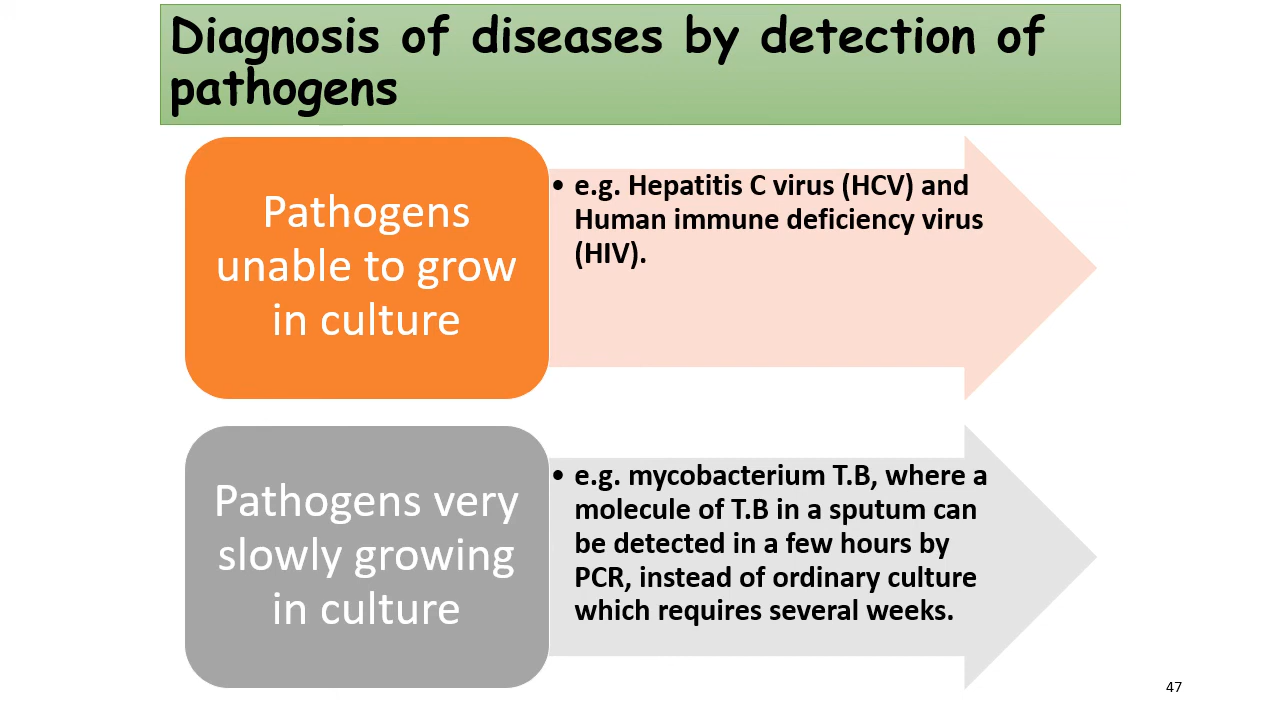 Diagnosis of diseases by detection of
pathogens
Pathogens
unable to grow
in culture
• e.g. Hepatitis C virus (HCV) and
Human immune deficiency virus
(HIV).
Pathogens very
slowly growing
in culture
• e.g. mycobacterium T.B, where a
molecule of T.B in a sputum can
be detected in a few hours by
PCR, instead of ordinary culture
which requires several weeks.
47